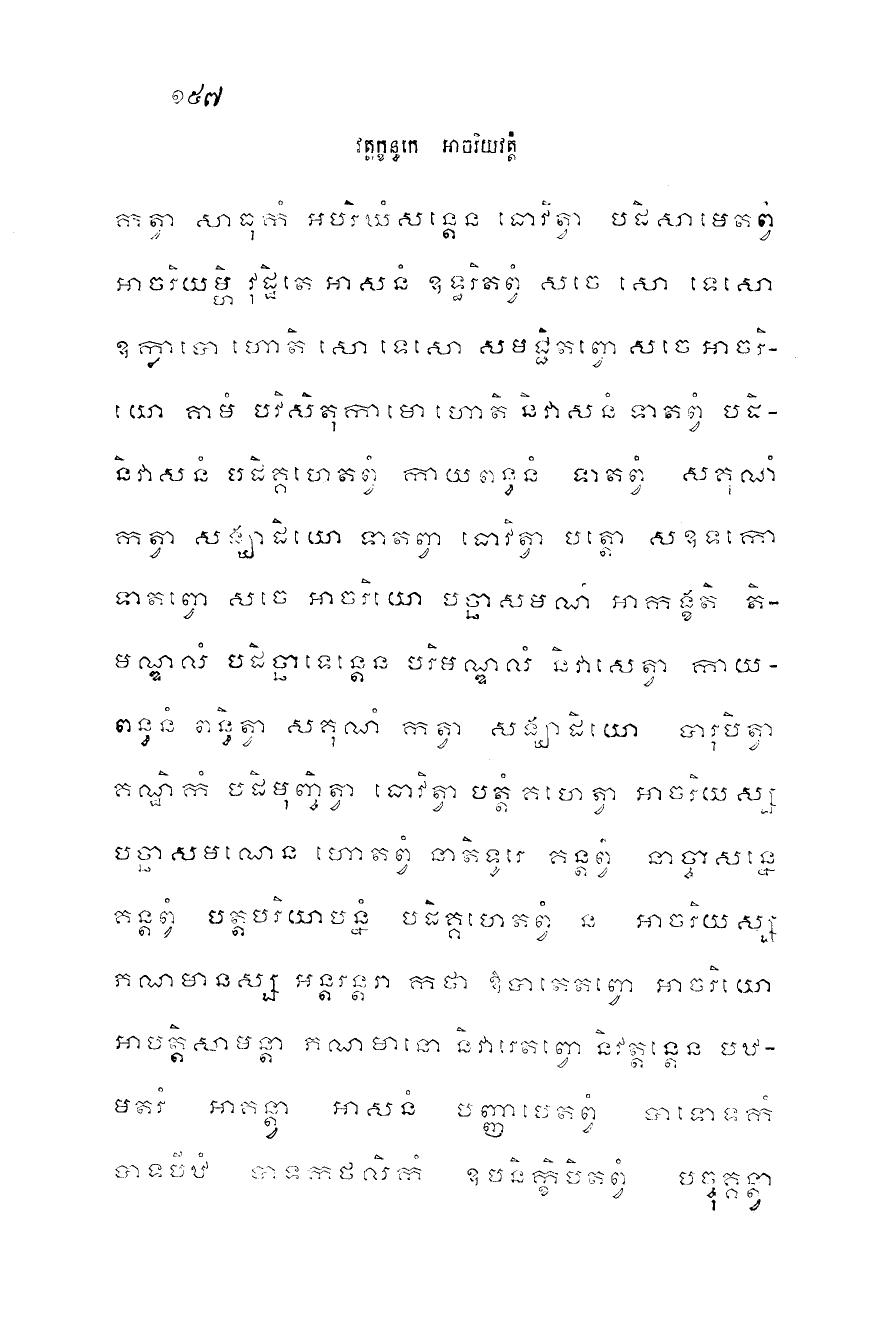 ១៥៧
វត្តក្ខន្ធកេ អាចរិយវត្តំ
កត្វា សាធុកំ អបរិឃំសន្តេន ធោវិត្វា បដិសាមេតព្វំ
អាចរិយម្ហិ វុដ្ឋិតេ អាសនំ ឧទ្ធរិតព្វំ សចេ សោ ទេសោ
ឧក្លាបោ ហោតិ សោ ទេសោ សមជ្ជិតព្វោ សចេ អាចរិ-
យោ គាមំ បវិសិតុកាមោ ហោតិ និវាសនំ ទាតព្វំ បដិ-
និវាសនំ បដិគ្គហេតព្វំ កាយពន្ធនំ ទាតព្វំ សគុណំ
កត្វា សង្ឃាដិយោ ទាតព្វា ធោវិត្វា បត្តោ សឧទកោ
ទាតព្វោ សចេ អាចរិយោ បច្ឆាសមណំ អាកង្ខតិ តិ-
មណ្ឌលំ បដិច្ឆាទេន្តេន បរិមណ្ឌលំ និវាសេត្វា កាយ-
ពន្ធនំ ពន្ធិត្វា សគុណំ កត្វា សង្ឃាដិយោ បារុបិត្វា
គណ្ឋិកំ បដិមុញ្ចិត្វា ធោវិត្វា បត្តំ គហេត្វា អាចរិយស្ស
បច្ឆាសមណេន ហោតព្វំ នាតិទូរេ គន្តព្វំ នាច្ចាសន្នេ
គន្តព្វំ បត្តបរិយាបន្នំ បដិគ្គហេតព្វំ ន អាចរិយស្ស
ភណមានស្ស អន្តរន្តរា កថា ឱបាតេតព្វោ អាចរិយោ
អាបត្តិសាមន្តា ភណមានោ និវារេតព្វោ និវត្តន្តេន បឋ-
មតរំ អាគន្ត្វា អាសនំ បញ្ញាបេតព្វំ បាទោទកំ
បាទបីឋំ បាទកថលិកំ ឧបនិក្ខិបិតព្វំ បច្ចុគ្គន្ត្វា